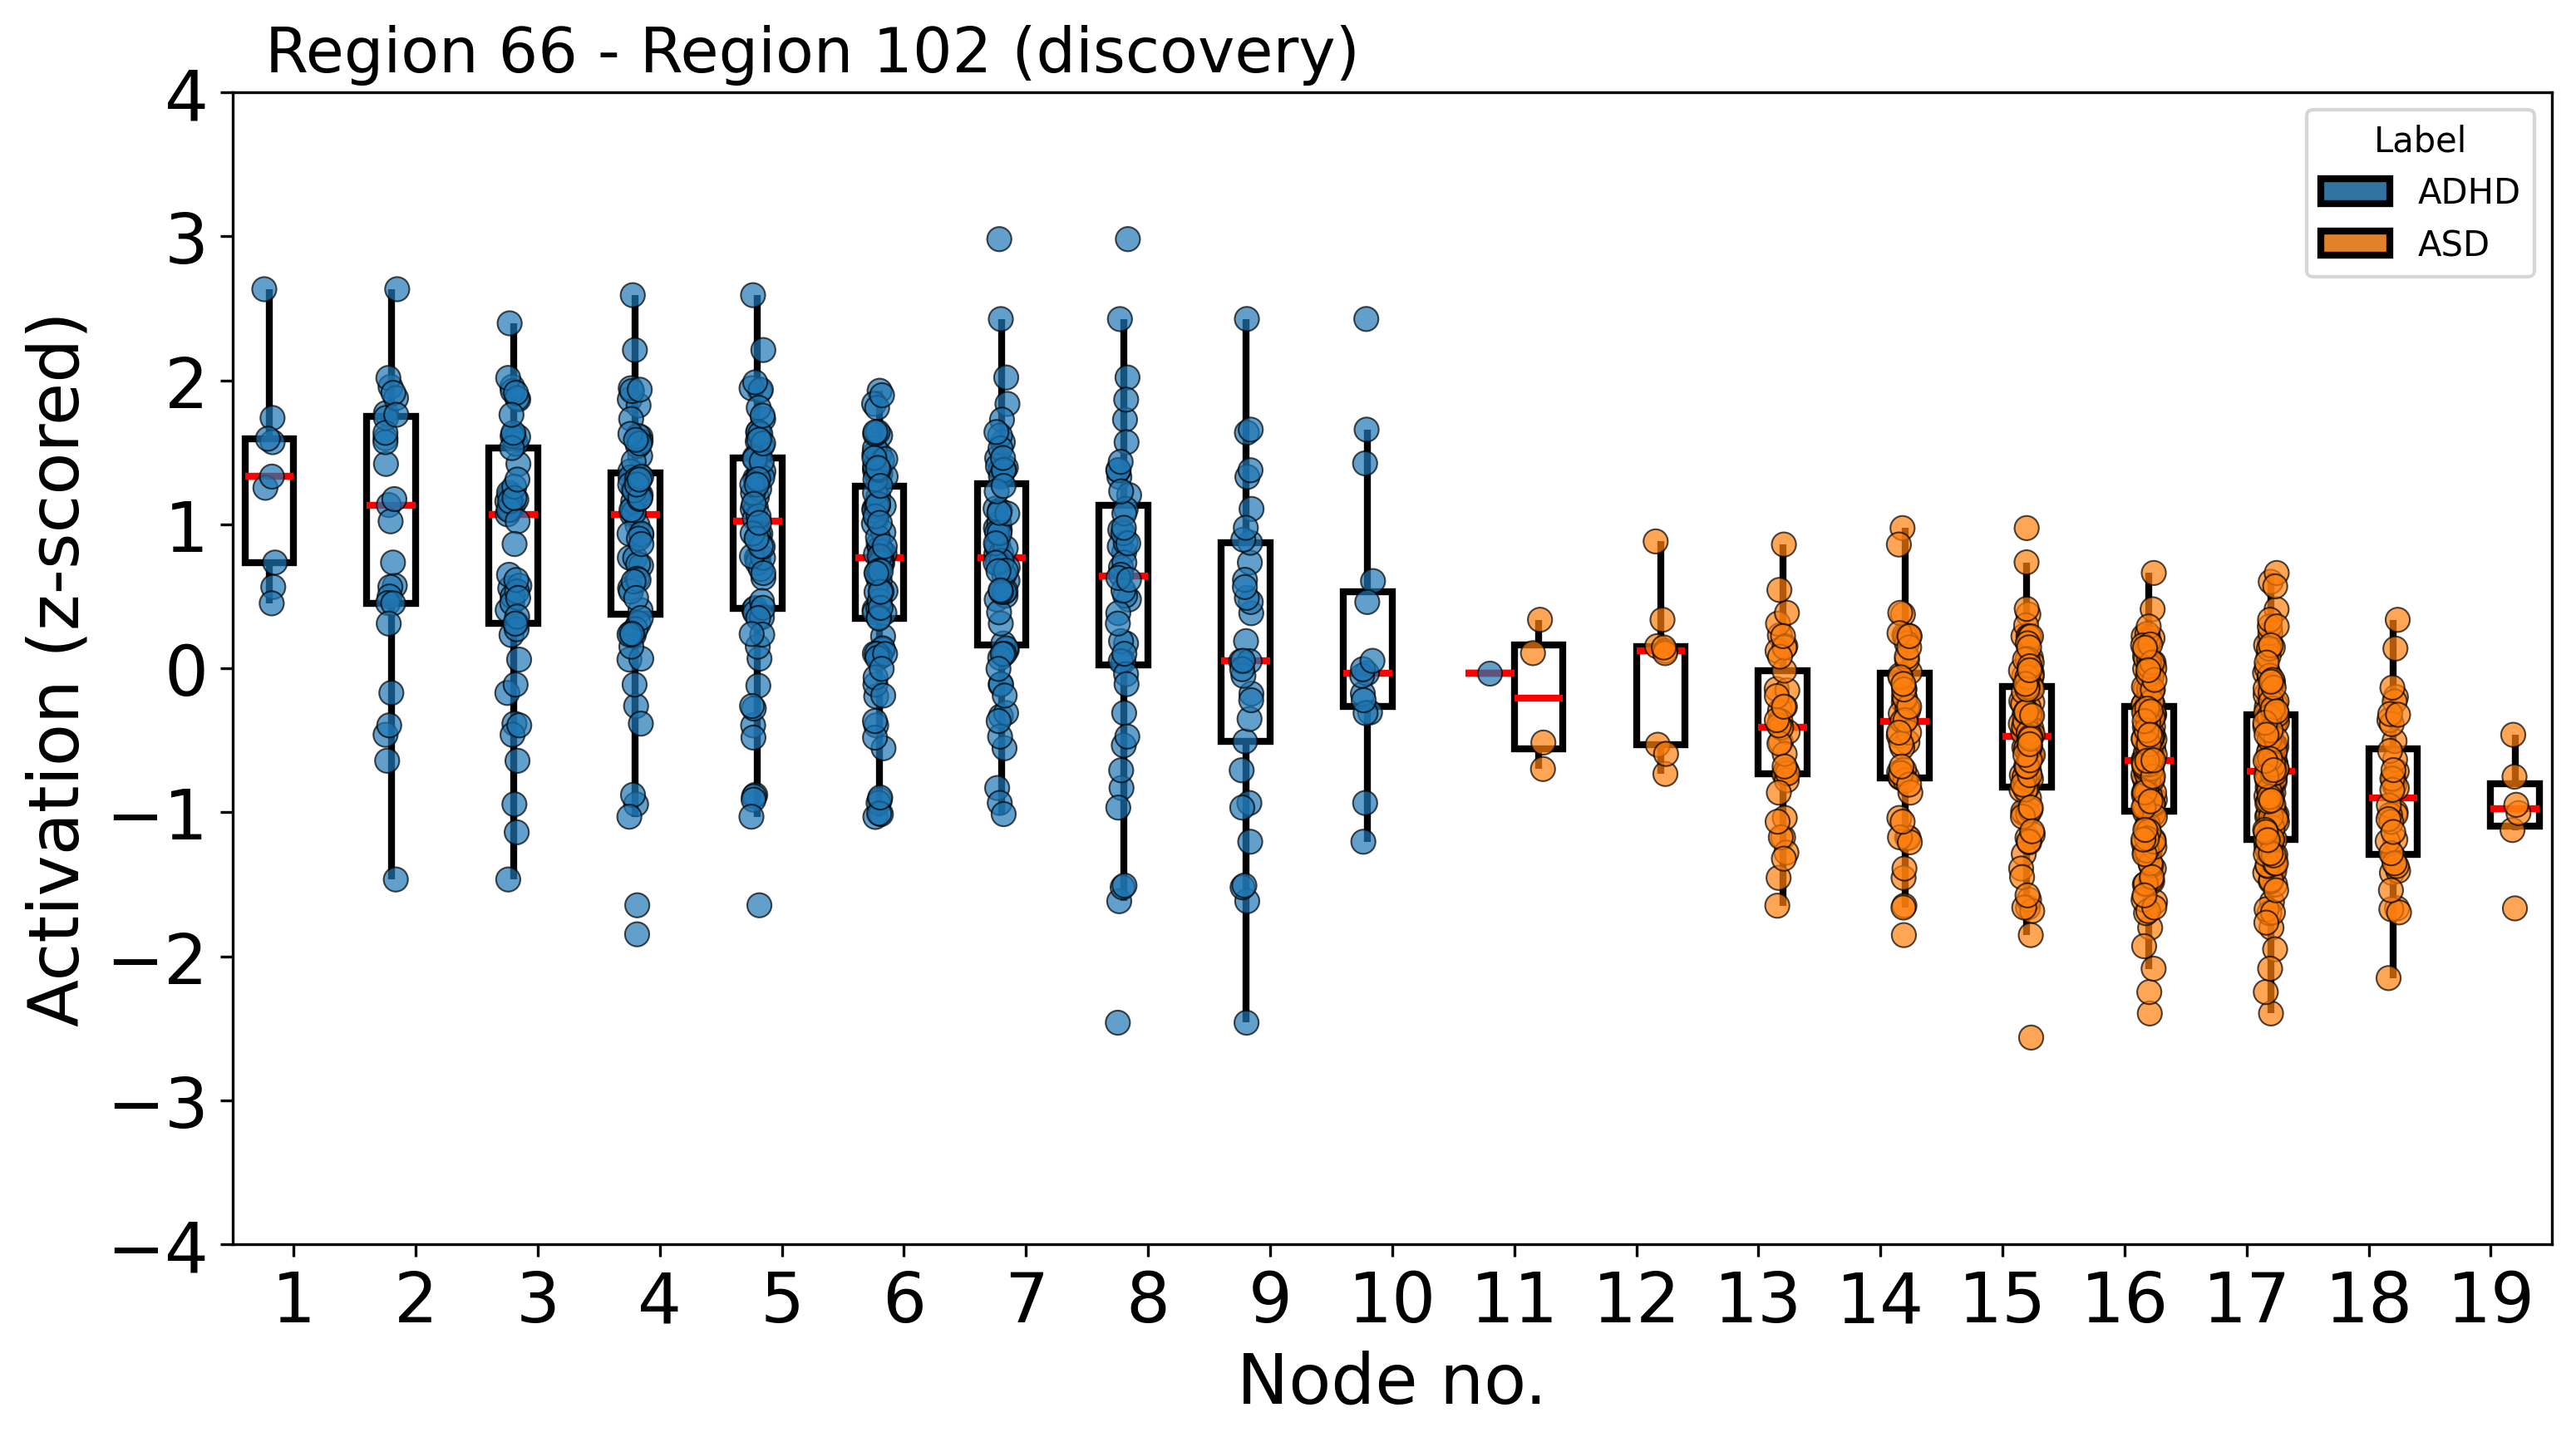 Region 66 - Region 102 (discovery)
4
3
2
1
0
−1
−2
−3
−4
Activation (z-scored)
Label
ADHD
ASD
1 2 3 4 5 6 7 8 9 10 11 12 13 14 15 16 17 18 19
Node no.